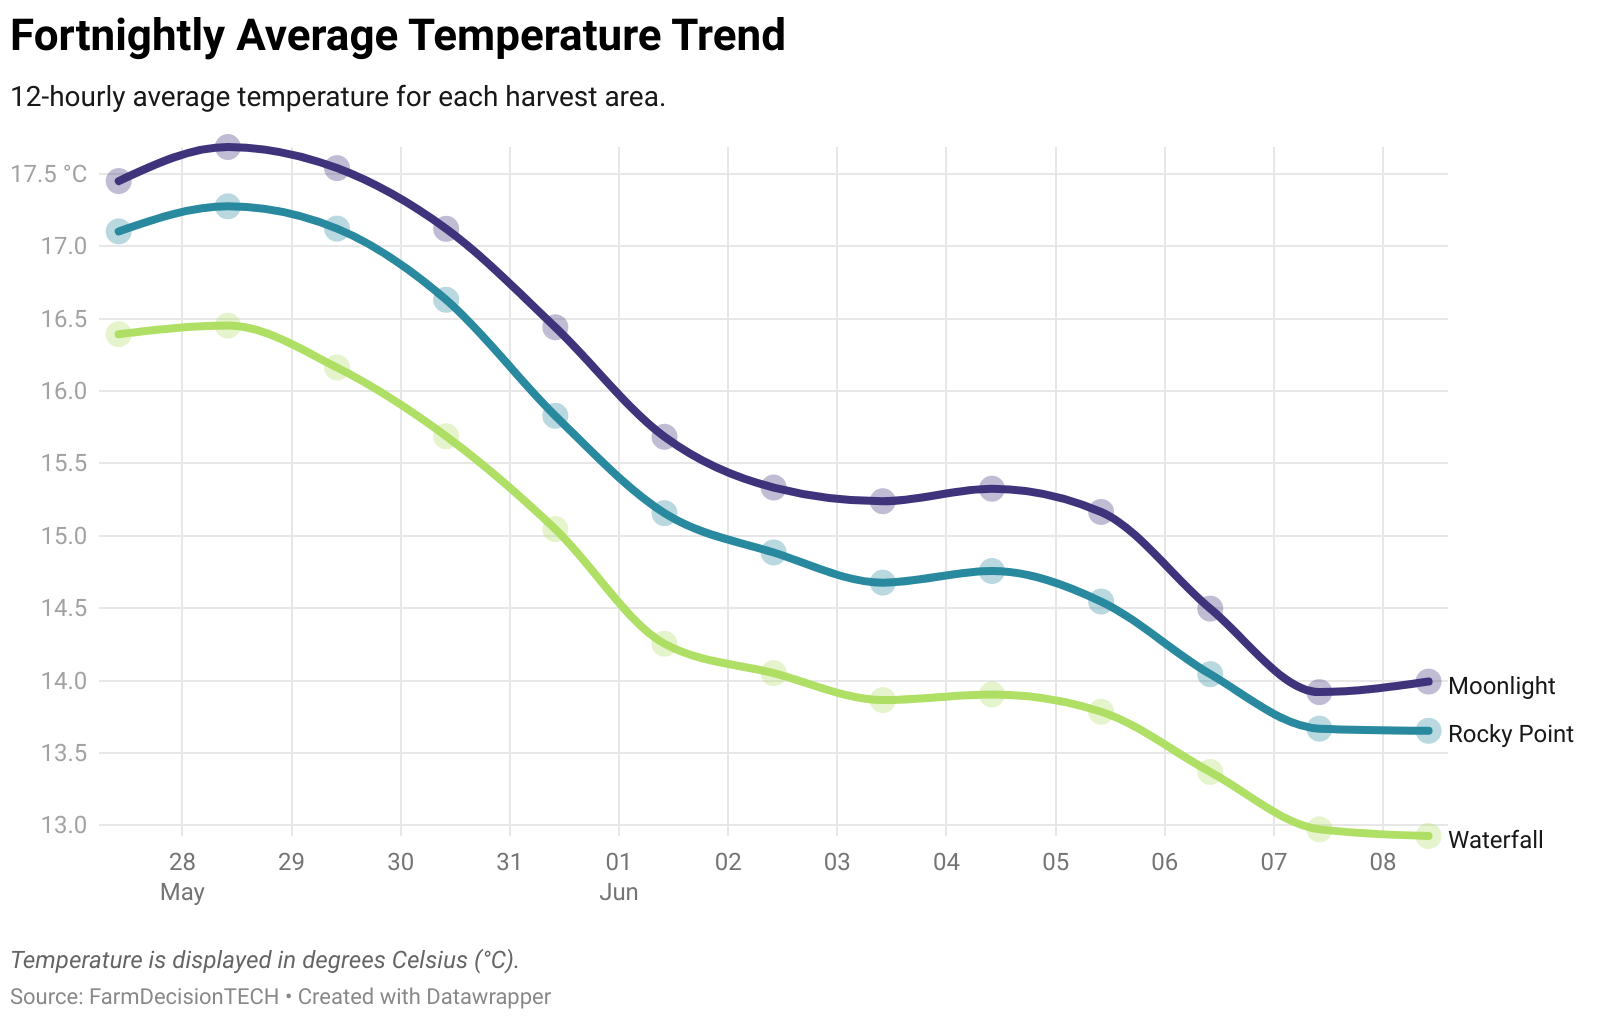 Fortnightly Average Temperature Trend
12-hourly average temperature for each harvest area.
17.5 °C
17.0
16.5
16.0
15.5
15.0
14.5
14.0
13.5
13.0
Moonlight
Rocky Point
Waterfall
28 29 30 31 01 02 03 04 05 06 07 08
May Jun
Temperature is displayed in degrees Celsius (°C).
Source: FarmDecisionTECH • Created with Datawrapper